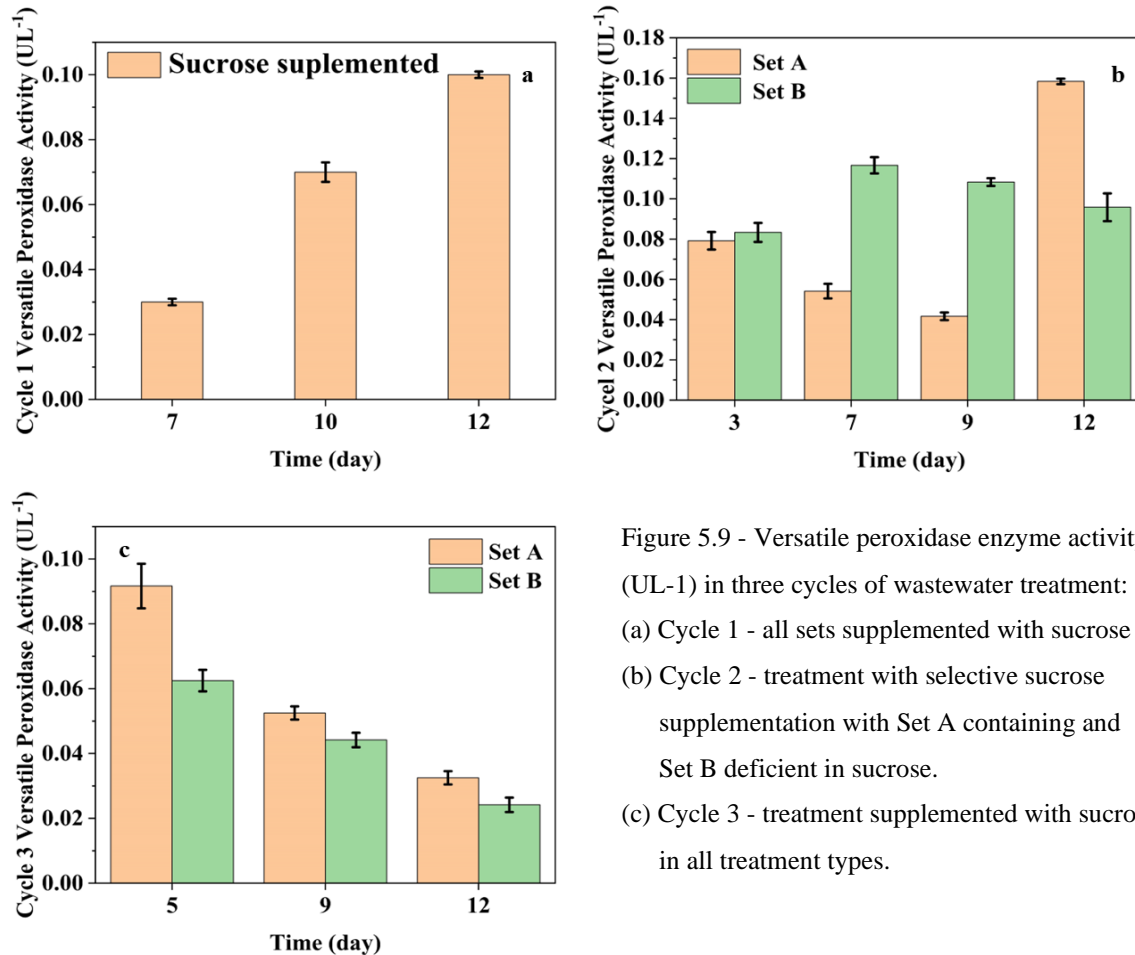 Cycle 1 Versatile Peroxidase Activity (UL⁻¹)
0.10
0.08
0.06
0.04
0.02
0.00
Sucrose suplemented
a
7 10 12
Time (day)
Cycel 2 Versatile Peroxidase Activity (UL⁻¹)
0.18
0.16
0.14
0.12
0.10
0.08
0.06
0.04
0.02
0.00
Set A
Set B
b
3 7 9 12
Time (day)
Cycle 3 Versatile Peroxidase Activity (UL⁻¹)
0.10
0.08
0.06
0.04
0.02
0.00
c
Set A
Set B
5 9 12
Time (day)
Figure 5.9 - Versatile peroxidase enzyme activit
(UL-1) in three cycles of wastewater treatment:
(a) Cycle 1 - all sets supplemented with sucrose
(b) Cycle 2 - treatment with selective sucrose
supplementation with Set A containing and
Set B deficient in sucrose.
(c) Cycle 3 - treatment supplemented with sucro
in all treatment types.